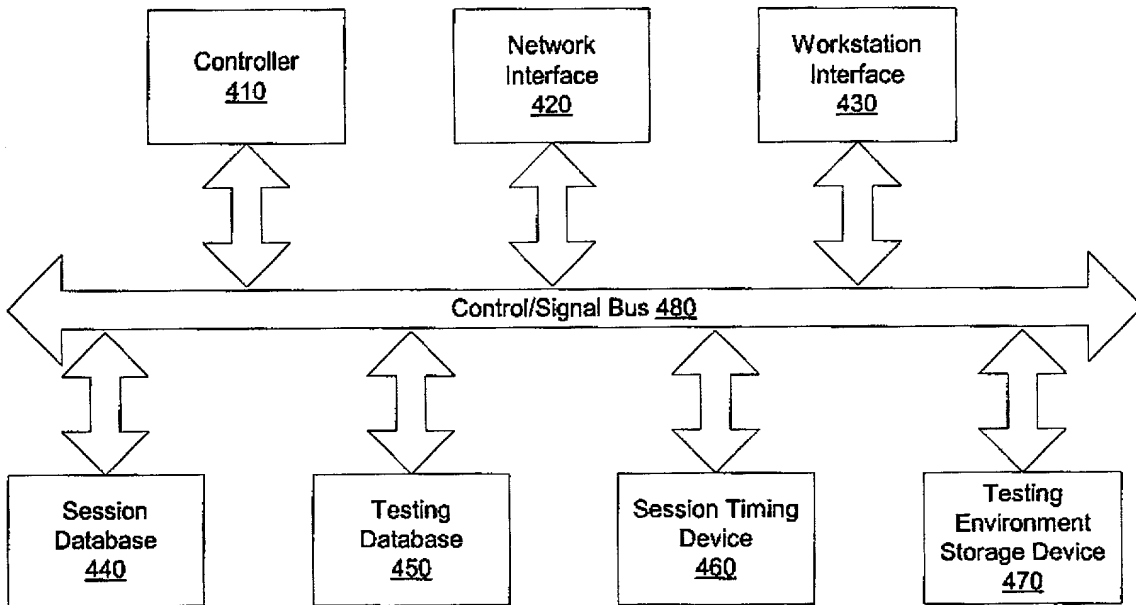 Controller
410
Network
Interface
420
Workstation
Interface
430
Control/Signal Bus 480
Session
Database
440
Testing
Database
450
Session Timing
Device
460
Testing
Environment
Storage Device
470